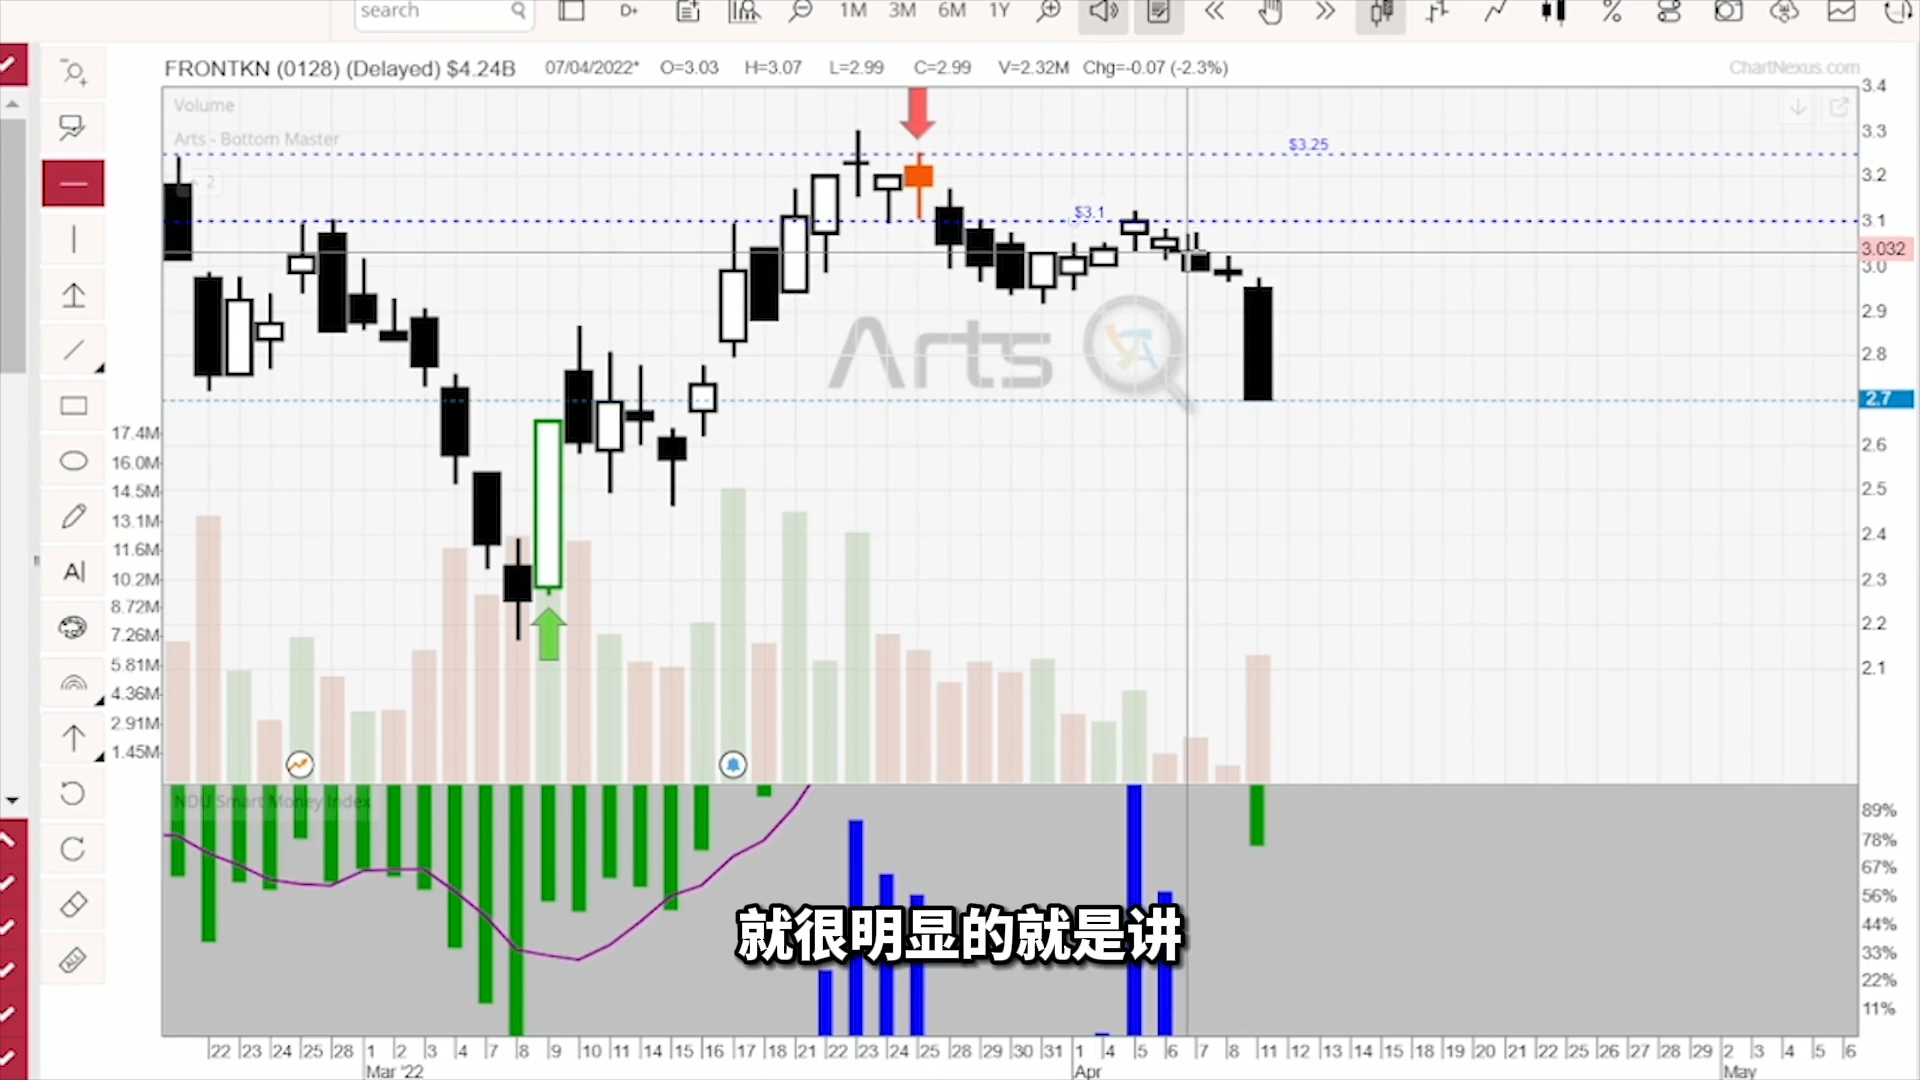 search
D+
1M 3M 6M 1Y
FRONTKN (0128) (Delayed) $4.24B 07/04/2022* O=3.03 H=3.07 L=2.99 C=2.99 V=2.32M Chg=-0.07 (-2.3%)
ChartNexus.com
Volume
Arts - Bottom Master
2
$3.25
$3.1
Arts
3.4
3.3
3.2
3.1
3.032
3.0
2.9
2.8
2.7
2.6
2.5
2.4
2.3
2.2
2.1
17.4M
16.0M
14.5M
13.1M
11.6M
10.2M
8.72M
7.26M
5.81M
4.36M
2.91M
1.45M
A
ALL
NDU Smart Money Index
89%
78%
67%
56%
44%
33%
22%
11%
就很明显的就是讲
22 23 24 25 28 1 2 3 4 7 8 9 10 11 14 15 16 17 18 21 22 23 24 25 28 29 30 31 1 4 5 6 7 8 11 12 13 14 15 18 19 20 21 22 25 26 27 28 29 2 3 4 5 6
Mar '22 Apr May